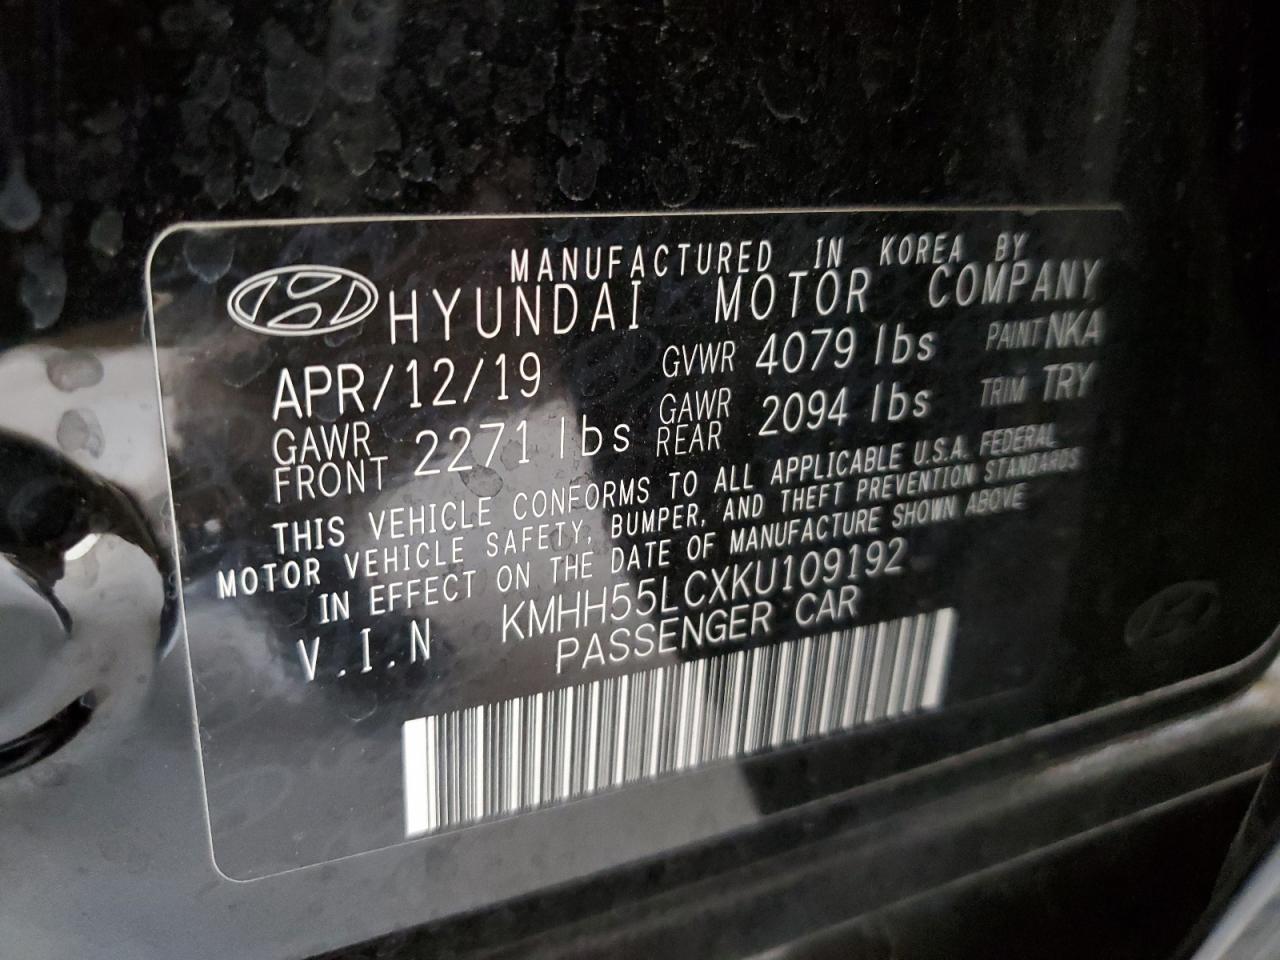 MANUFACTURED IN KOREA BY
HYUNDAI MOTOR COMPANY
APR/12/19 GVWR 4079 lbs PAINT NKA
GAWR FRONT 2271 lbs GAWR REAR 2094 lbs TRIM TRY
THIS VEHICLE CONFORMS TO ALL APPLICABLE U.S.A. FEDERAL
MOTOR VEHICLE SAFETY, BUMPER, AND THEFT PREVENTION STANDARDS
IN EFFECT ON THE DATE OF MANUFACTURE SHOWN ABOVE
V.I.N KMHH55LCXKU109192
PASSENGER CAR